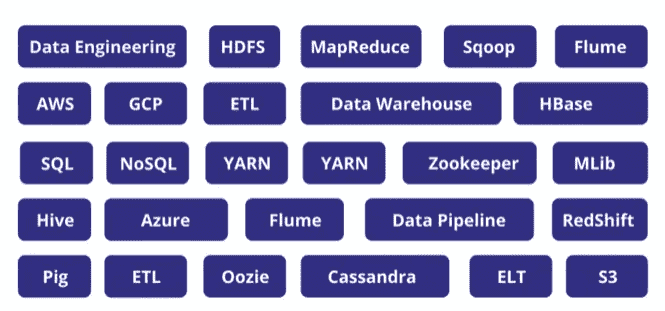 Data Engineering HDFS MapReduce Sqoop Flume
AWS GCP ETL Data Warehouse HBase
SQL NoSQL YARN YARN Zookeeper MLib
Hive Azure Flume Data Pipeline RedShift
Pig ETL Oozie Cassandra ELT S3